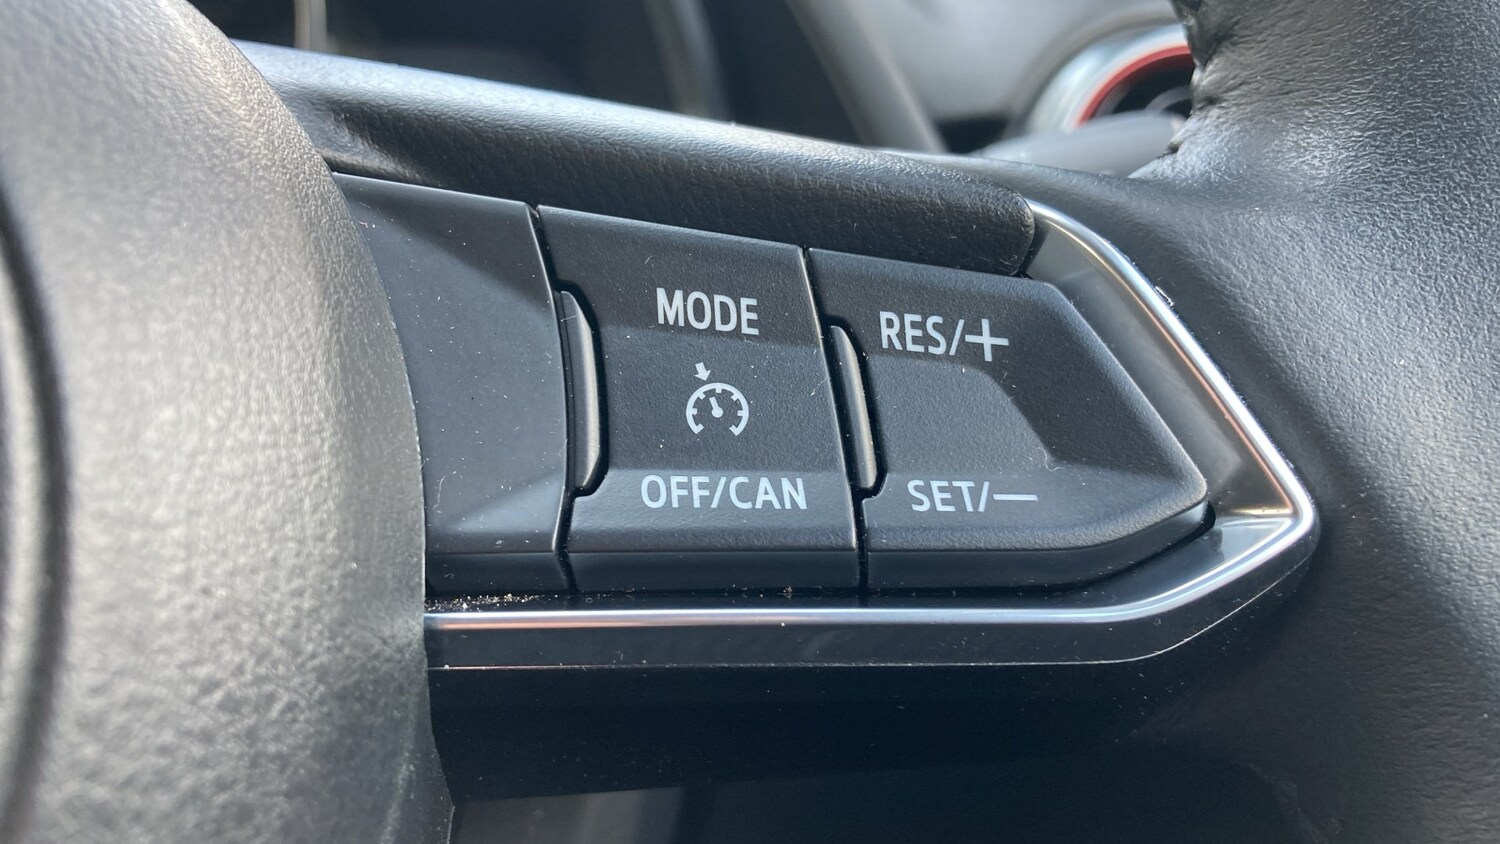 MODE
OFF/CAN
RES/+
SET/−